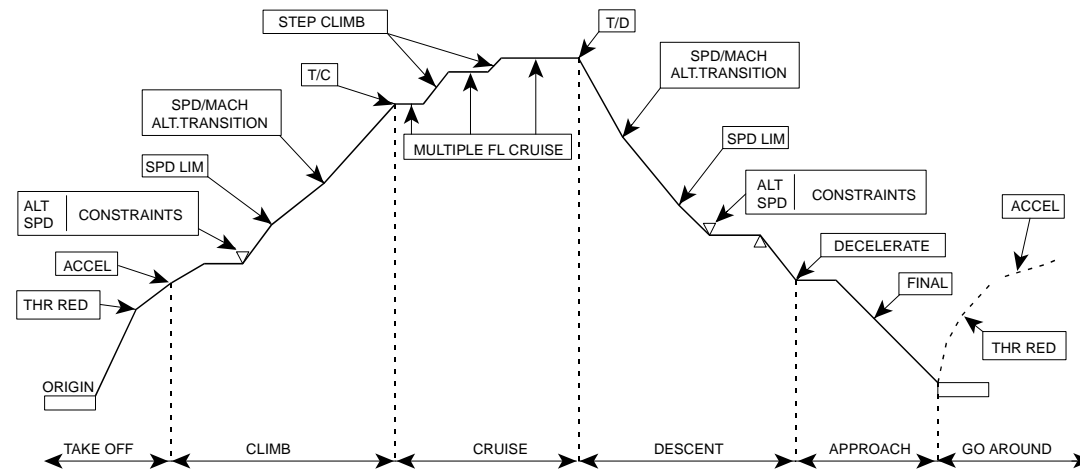 STEP CLIMB
T/D
T/C
SPD/MACH
ALT.TRANSITION
SPD/MACH
ALT.TRANSITION
MULTIPLE FL CRUISE
SPD LIM
SPD LIM
ALT
SPD
CONSTRAINTS
ALT
SPD
CONSTRAINTS
ACCEL
DECELERATE
ACCEL
THR RED
FINAL
THR RED
ORIGIN
TAKE OFF
CLIMB
CRUISE
DESCENT
APPROACH
GO AROUND